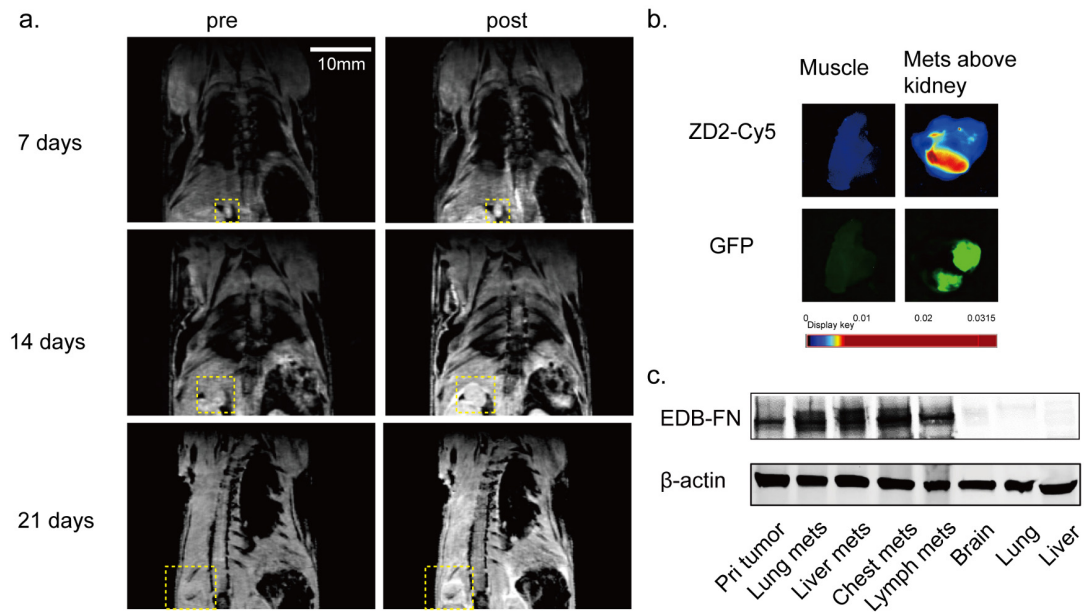 a.
pre
post
10mm
7 days
14 days
21 days
b.
Muscle
Mets above
kidney
ZD2-Cy5
GFP
Display key
0 0.01 0.02 0.0315
c.
EDB-FN
β-actin
Pri tumor
Lung mets
Liver mets
Chest mets
Lymph mets
Brain
Lung
Liver